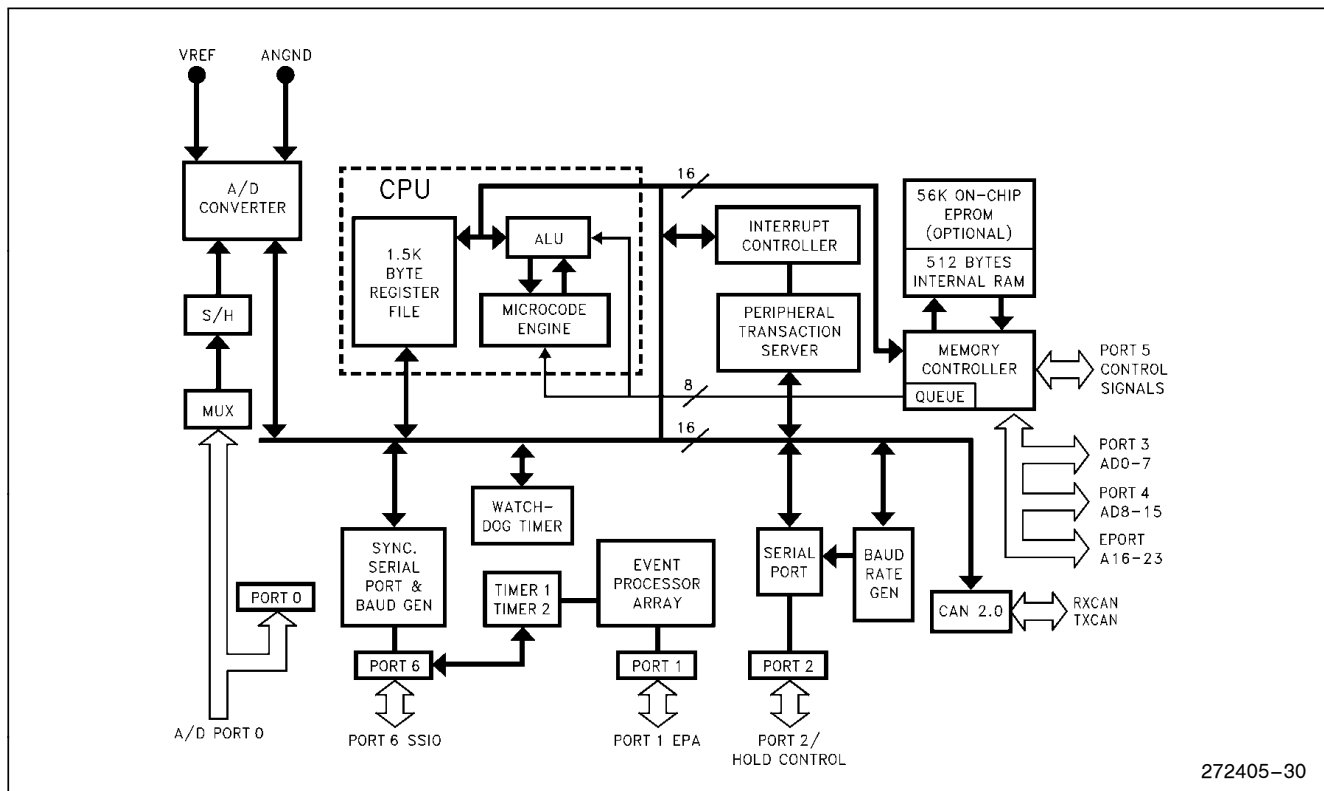 VREF
ANGND
A/D
CONVERTER
S/H
MUX
CPU
1.5K
BYTE
REGISTER
FILE
ALU
MICROCODE
ENGINE
16
INTERRUPT
CONTROLLER
PERIPHERAL
TRANSACTION
SERVER
56K ON-CHIP
EPROM
(OPTIONAL)
512 BYTES
INTERNAL RAM
MEMORY
CONTROLLER
QUEUE
PORT 5
CONTROL
SIGNALS
8
16
PORT 3
AD0-7
PORT 4
AD8-15
EPORT
A16-23
WATCH-
DOG TIMER
SYNC.
SERIAL
PORT &
BAUD GEN
TIMER 1
TIMER 2
EVENT
PROCESSOR
ARRAY
SERIAL
PORT
BAUD
RATE
GEN
CAN 2.0
RXCAN
TXCAN
PORT 0
PORT 6
PORT 1
PORT 2
A/D PORT 0
PORT 6 SSIO
PORT 1 EPA
PORT 2/
HOLD CONTROL
272405–30